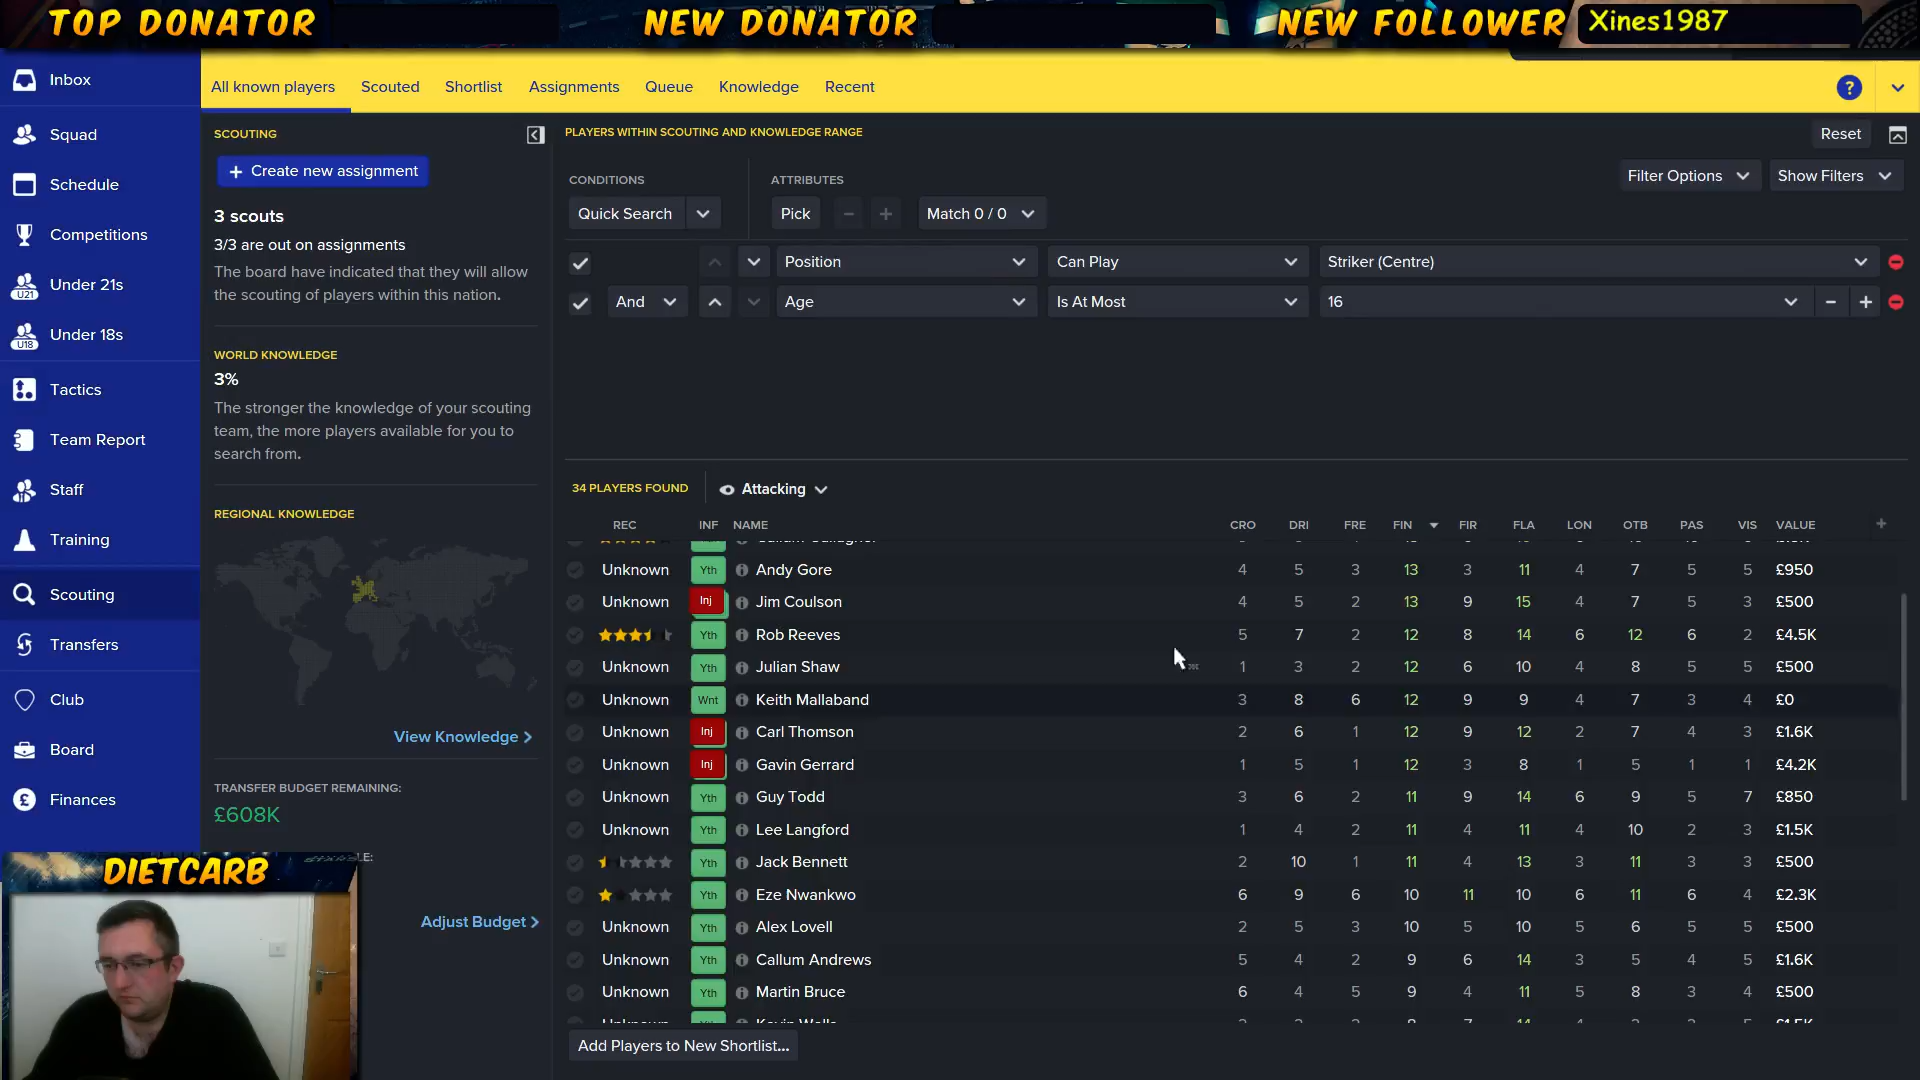 TOP DONATOR NEW DONATOR NEW FOLLOWER Xines1987
Inbox
Squad
Schedule
Competitions
U21 Under 21s
U18 Under 18s
Tactics
Team Report
Staff
Training
Scouting
Transfers
Club
Board
Finances
All known players Scouted Shortlist Assignments Queue Knowledge Recent ?
SCOUTING
+ Create new assignment
3 scouts
3/3 are out on assignments
The board have indicated that they will allow
the scouting of players within this nation.
WORLD KNOWLEDGE
3%
The stronger the knowledge of your scouting
team, the more players available for you to
search from.
REGIONAL KNOWLEDGE
View Knowledge >
TRANSFER BUDGET REMAINING:
£608K
Adjust Budget >
DIETCARB
PLAYERS WITHIN SCOUTING AND KNOWLEDGE RANGE Reset
CONDITIONS ATTRIBUTES Filter Options Show Filters
Quick Search Pick − + Match 0 / 0
Position Can Play Striker (Centre)
And Age Is At Most 16 − +
34 PLAYERS FOUND Attacking
REC INF NAME CRO DRI FRE FIN FIR FLA LON OTB PAS VIS VALUE +
Unknown Yth Andy Gore 4 5 3 13 3 11 4 7 5 5 £950
Unknown Inj Jim Coulson 4 5 2 13 9 15 4 7 5 3 £500
Yth Rob Reeves 5 7 2 12 8 14 6 12 6 2 £4.5K
Unknown Yth Julian Shaw 1 3 2 12 6 10 4 8 5 5 £500
Unknown Wnt Keith Mallaband 3 8 6 12 9 9 4 7 3 4 £0
Unknown Inj Carl Thomson 2 6 1 12 9 12 2 7 4 3 £1.6K
Unknown Inj Gavin Gerrard 1 5 1 12 3 8 1 5 1 1 £4.2K
Unknown Yth Guy Todd 3 6 2 11 9 14 6 9 5 7 £850
Unknown Yth Lee Langford 1 4 2 11 4 11 4 10 2 3 £1.5K
Yth Jack Bennett 2 10 1 11 4 13 3 11 3 3 £500
Yth Eze Nwankwo 6 9 6 10 11 10 6 11 6 4 £2.3K
Unknown Yth Alex Lovell 2 5 3 10 5 10 5 6 5 5 £500
Unknown Yth Callum Andrews 5 4 2 9 6 14 3 5 4 5 £1.6K
Unknown Yth Martin Bruce 6 4 5 9 4 11 5 8 3 4 £500
Add Players to New Shortlist...